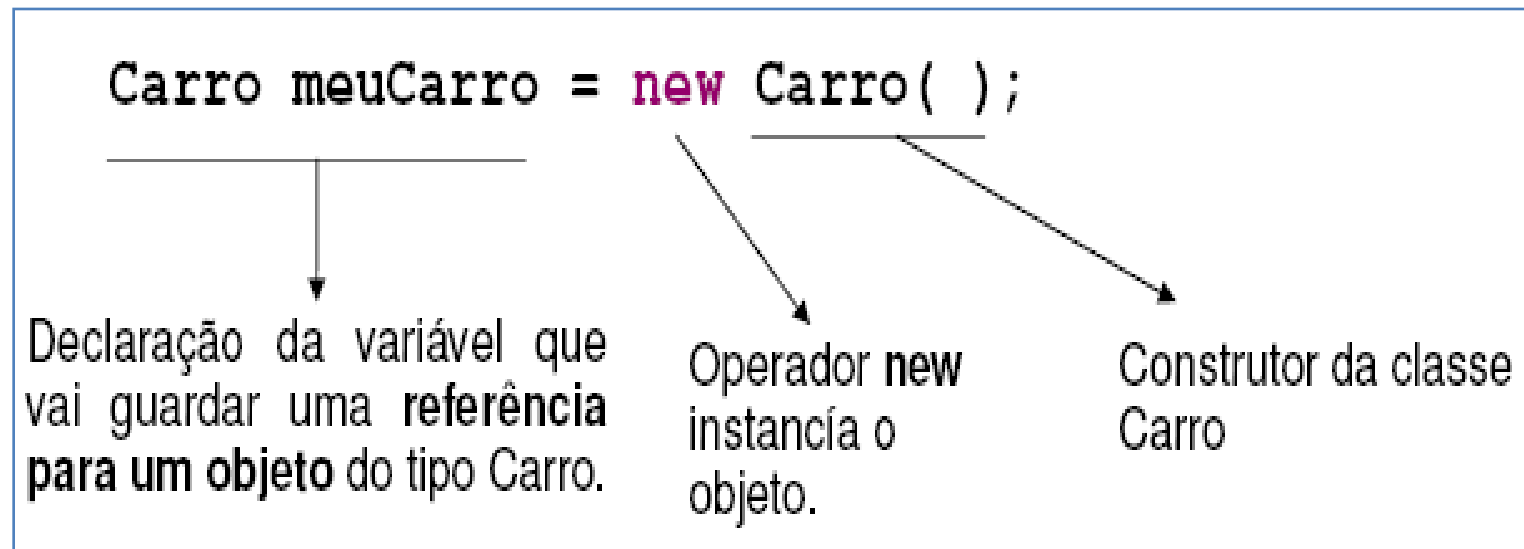 Carro meuCarro = new Carro( );
Declaração da variável que
vai guardar uma referência
para um objeto do tipo Carro.
Operador new
instancía o
objeto.
Construtor da classe
Carro